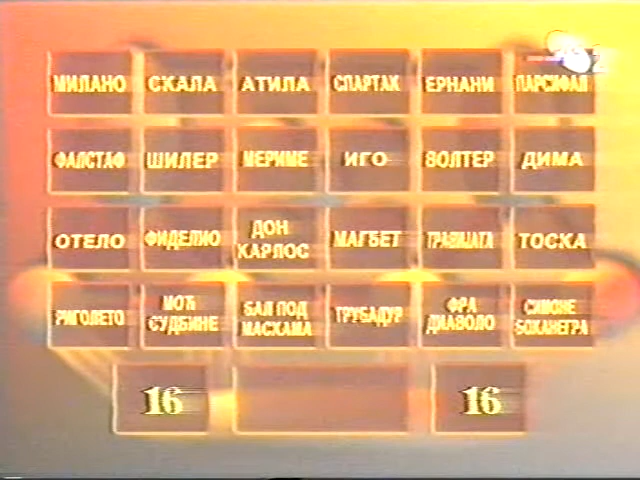 МИЛАНО СКАЛА АТИЛА СПАРТАК ЕРНАНИ ПАРСИФАЛ
ФАЛСТАФ ШИЛЕР МЕРИМЕ ИГО ВОЛТЕР ДИМА
ОТЕЛО ФИДЕЛИО ДОН КАРЛОС МАГБЕТ ТРАВИЈАТА ТОСКА
РИГОЛЕТО МОЋ СУДБИНЕ БАЛ ПОД МАСКАМА ТРУБАДУР ФРА ДИАВОЛО СИМОНЕ БОКАНЕГРА
16 16